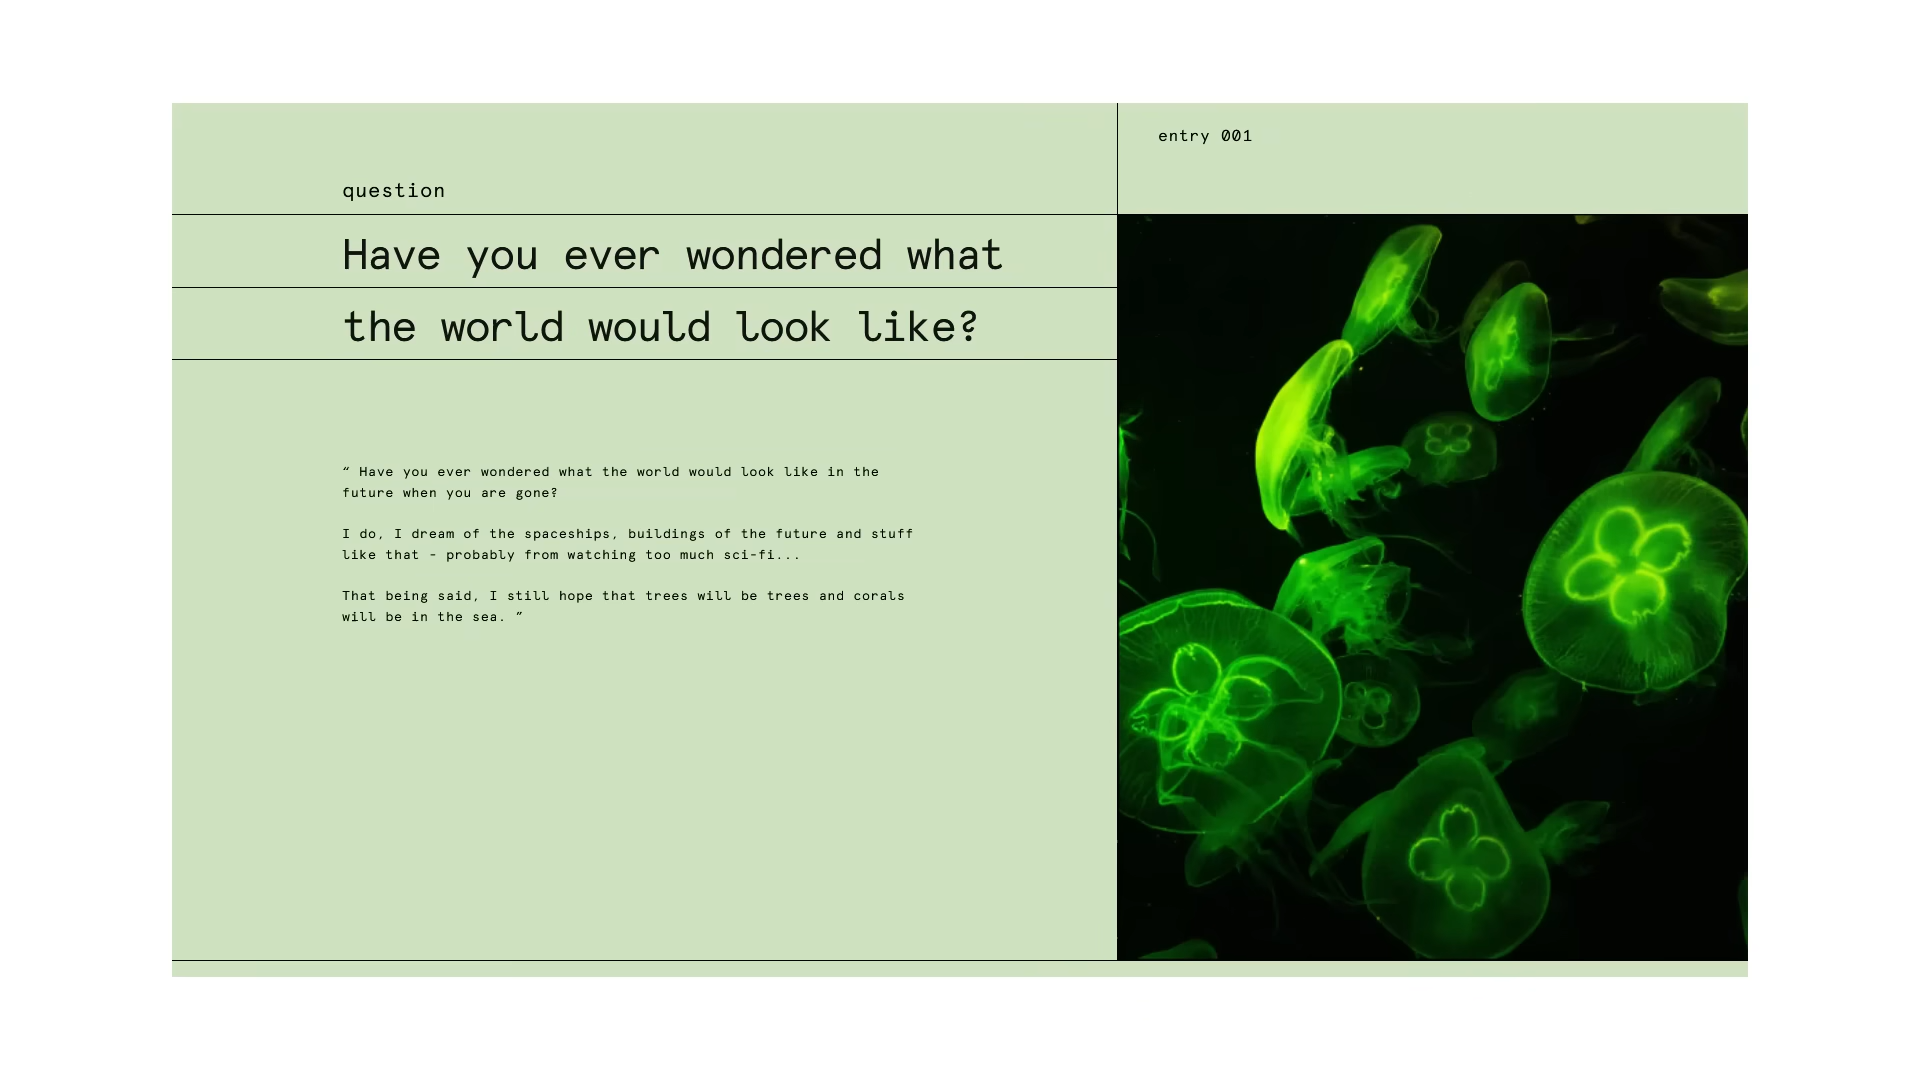 entry 001
question
Have you ever wondered what
the world would look like?
“ Have you ever wondered what the world would look like in the
future when you are gone?
I do, I dream of the spaceships, buildings of the future and stuff
like that - probably from watching too much sci-fi...
That being said, I still hope that trees will be trees and corals
will be in the sea. ”